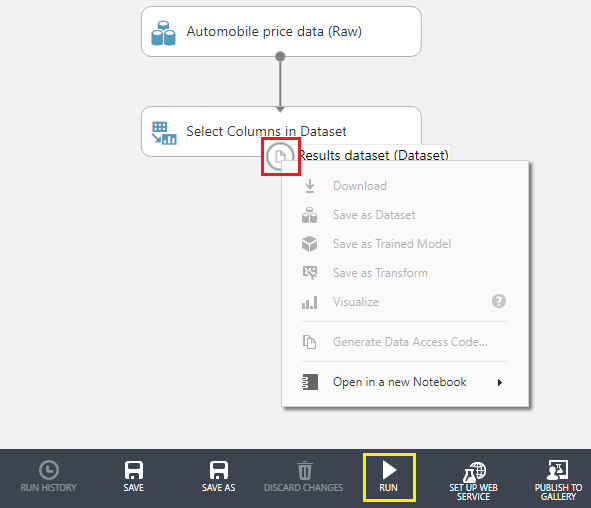 Automobile price data (Raw)
Select Columns in Dataset
Results dataset (Dataset)
Download
Save as Dataset
Save as Trained Model
Save as Transform
Visualize ?
Generate Data Access Code...
Open in a new Notebook
RUN HISTORY
SAVE
SAVE AS
DISCARD CHANGES
RUN
SET UP WEB
SERVICE
PUBLISH TO
GALLERY